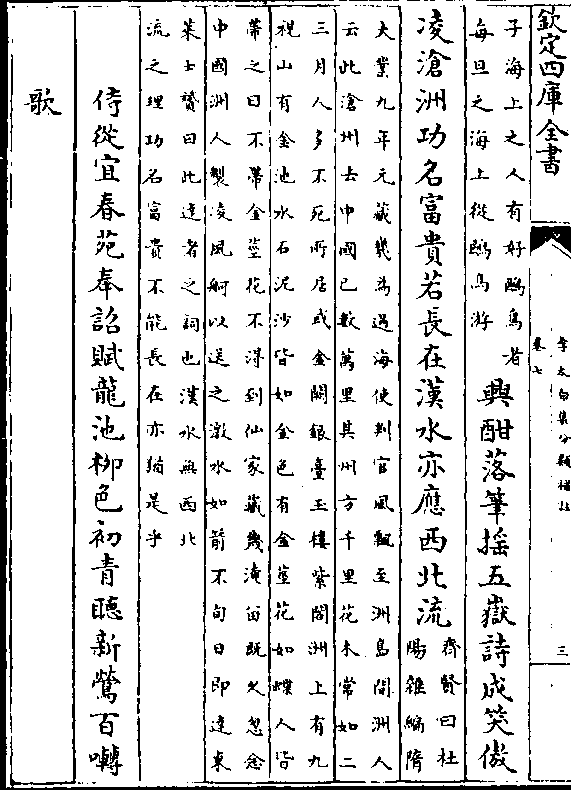 欽定四庫全書
李太白集分類補註
卷七
三
子海上之人有好鷗鳥者
每旦之海上從鷗鳥游
興酣落筆搖五嶽詩成笑傲
凌滄洲功名富貴若長在漢水亦應西北流
齊賢曰杜
陽雜編隋
大業九年元藏幾爲過海使判官風飄至洲島間洲人
云此滄州去中國已數萬里其州方千里花木常如二
三月人多不死所居或金闕銀臺玉樓紫閣洲上有九
祝山有金池水石泥沙皆如金色有金莖花如蝶人皆
帶之曰不帶金莖花不得到仙家藏幾淹留既久忽念
中國洲人製凌風舸以送之激水如箭不旬日即達東
萊士贇曰此達者之詞也漢水無西北
流之理功名富貴不能長在亦猶是乎
侍從宜春苑奉詔賦龍池柳色初青聽新鶯百囀
歌